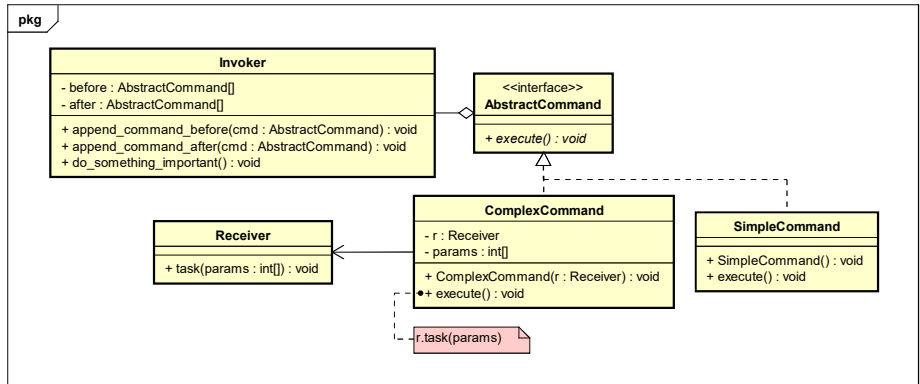 pkg
Invoker
- before : AbstractCommand[]
- after : AbstractCommand[]
+ append_command_before(cmd : AbstractCommand) : void
+ append_command_after(cmd : AbstractCommand) : void
+ do_something_important() : void
<<interface>>
AbstractCommand
+ execute() : void
Receiver
+ task(params : int[]) : void
ComplexCommand
- r : Receiver
- params : int[]
+ ComplexCommand(r : Receiver) : void
+ execute() : void
SimpleCommand
+ SimpleCommand() : void
+ execute() : void
r.task(params)